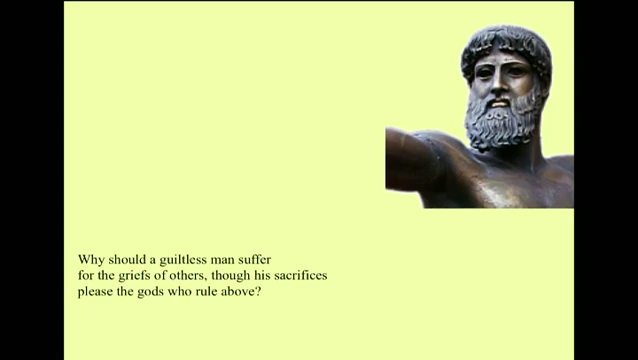 Why should a guiltless man suffer
for the griefs of others, though his sacrifices
please the gods who rule above?